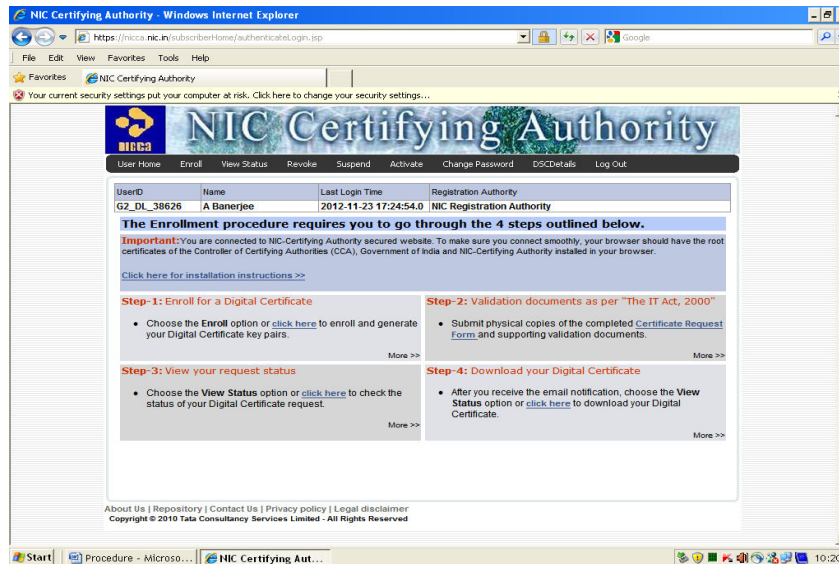 NIC Certifying Authority - Windows Internet Explorer
https://nicca.nic.in/subscriberHome/authenticateLogin.jsp
Google
File Edit View Favorites Tools Help
Favorites NIC Certifying Authority
Your current security settings put your computer at risk. Click here to change your security settings...
nicca
NIC Certifying Authority
User Home Enroll View Status Revoke Suspend Activate Change Password DSCDetails Log Out
UserID Name Last Login Time Registration Authority
G2_DL_38626 A Banerjee 2012-11-23 17:24:54.0 NIC Registration Authority
The Enrollment procedure requires you to go through the 4 steps outlined below.
Important:You are connected to NIC-Certifying Authority secured website. To make sure you connect smoothly, your browser should have the root
certificates of the Controller of Certifying Authorities (CCA), Government of India and NIC-Certifying Authority installed in your browser.
Click here for installation instructions >>
Step-1: Enroll for a Digital Certificate
• Choose the Enroll option or click here to enroll and generate
your Digital Certificate key pairs.
More >>
Step-2: Validation documents as per "The IT Act, 2000"
• Submit physical copies of the completed Certificate Request
Form and supporting validation documents.
More >>
Step-3: View your request status
• Choose the View Status option or click here to check the
status of your Digital Certificate request.
More >>
Step-4: Download your Digital Certificate
• After you receive the email notification, choose the View
Status option or click here to download your Digital
Certificate.
More >>
About Us | Repository | Contact Us | Privacy policy | Legal disclaimer
Copyright © 2010 Tata Consultancy Services Limited - All Rights Reserved
Start Procedure - Microso... NIC Certifying Aut... 10:20